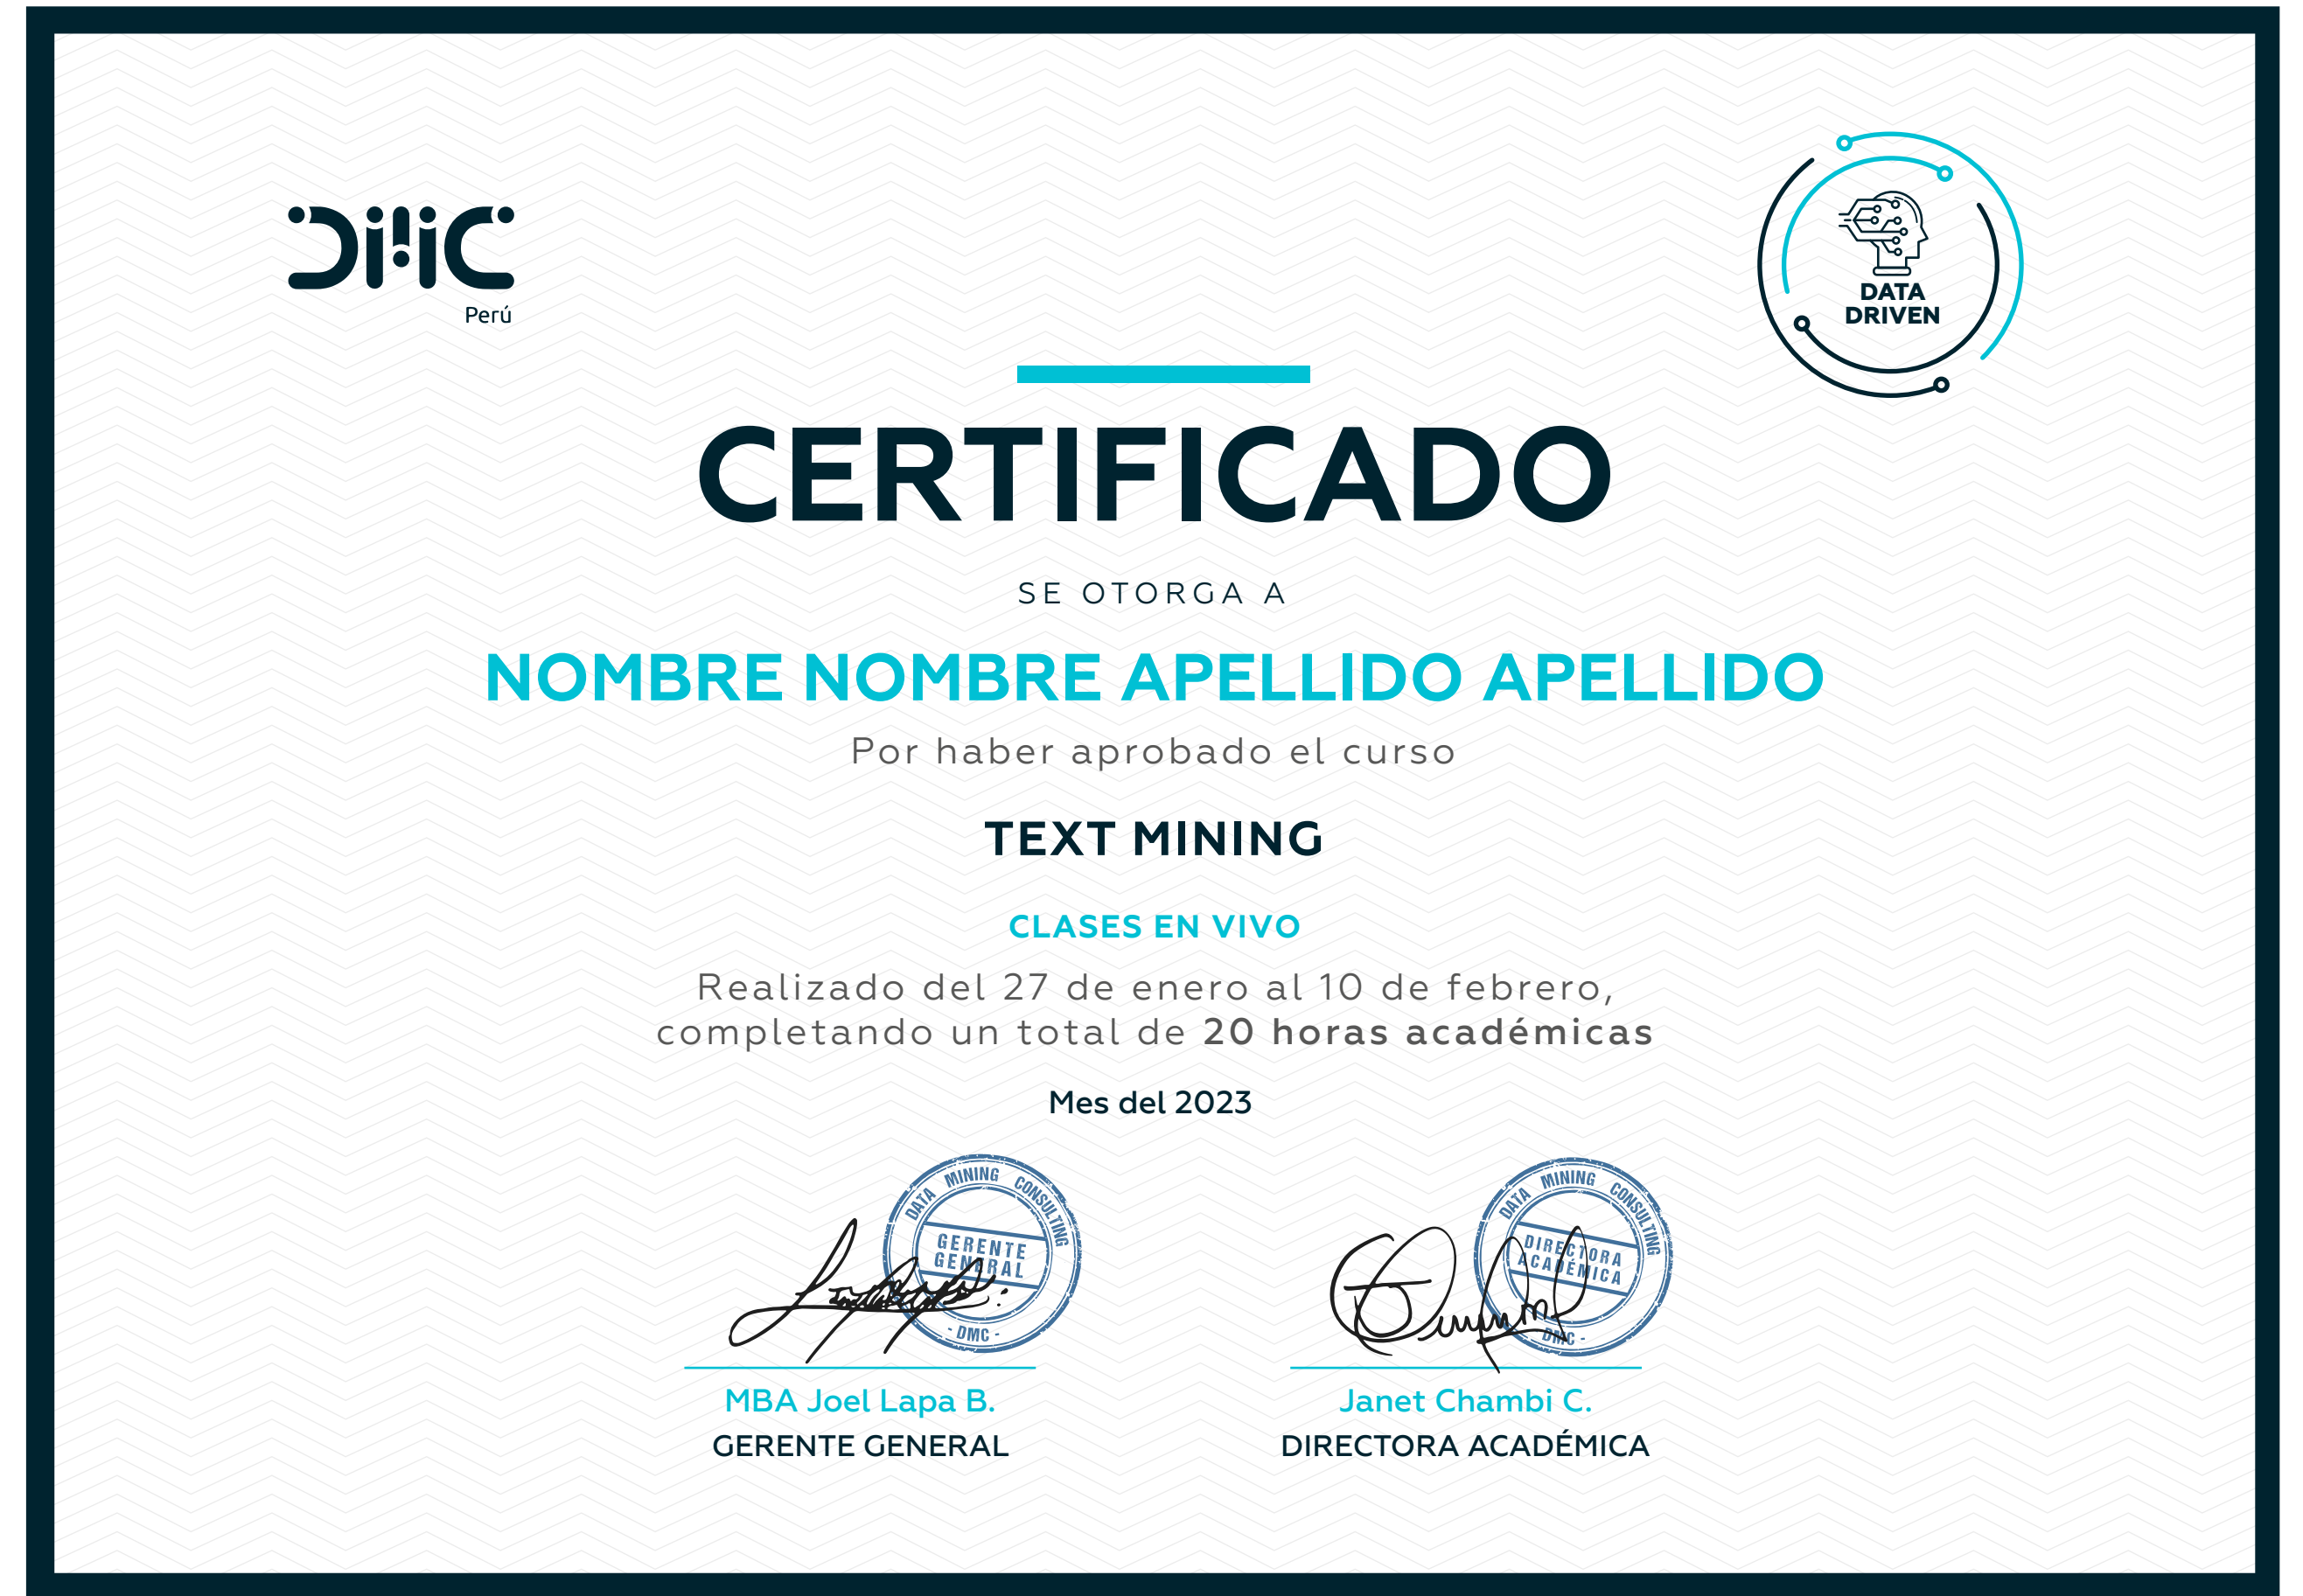 DMC
Perú
DATA
DRIVEN
CERTIFICADO
SE OTORGA A
NOMBRE NOMBRE APELLIDO APELLIDO
Por haber aprobado el curso
TEXT MINING
CLASES EN VIVO
Realizado del 27 de enero al 10 de febrero,
completando un total de 20 horas académicas
Mes del 2023
DATA MINING CONSULTING
GERENTE
GENERAL
- DMC -
DATA MINING CONSULTING
DIRECTORA
ACADÉMICA
- DMC -
MBA Joel Lapa B.
GERENTE GENERAL
Janet Chambi C.
DIRECTORA ACADÉMICA